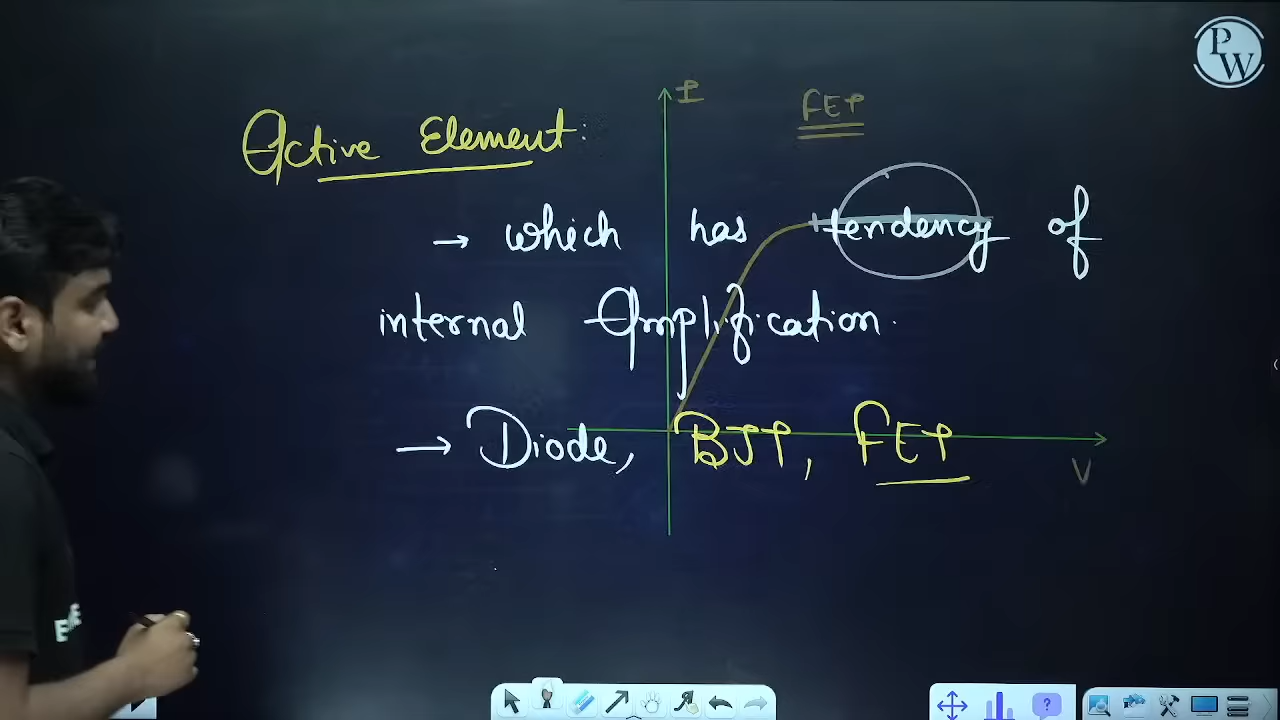 PW
I
FET
Active Element:
→ which has tendency of
internal Amplification.
→ Diode, BJT, FET
V